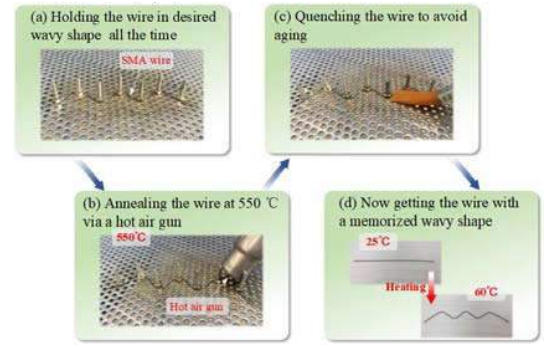 (a) Holding the wire in desired
wavy shape all the time
SMA wire
(b) Annealing the wire at 550 ℃
via a hot air gun
550℃
Hot air gun
(c) Quenching the wire to avoid
aging
(d) Now getting the wire with
a memorized wavy shape
25℃
Heating
60℃